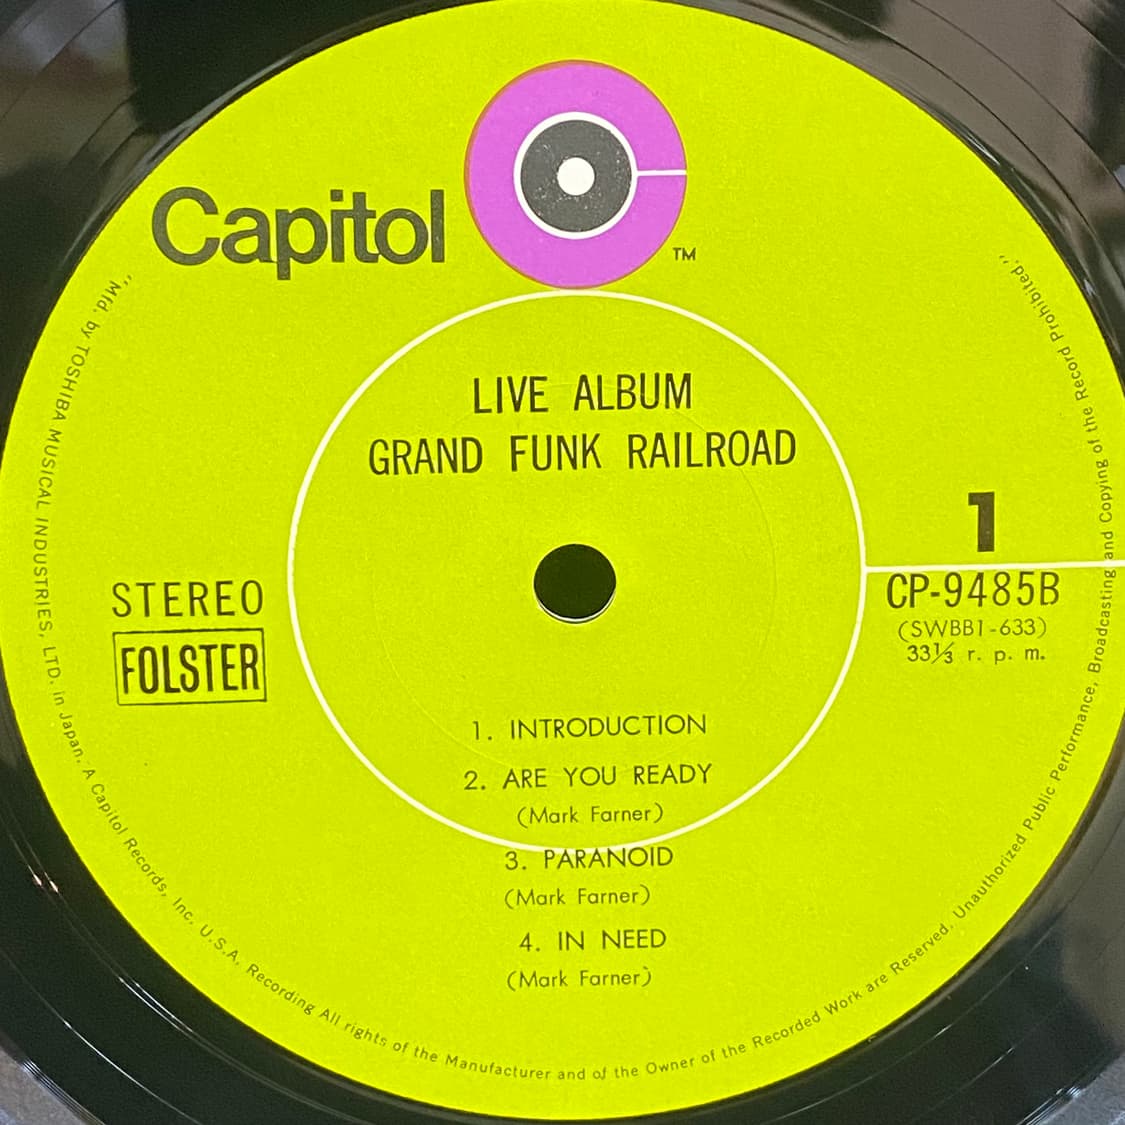 Capitol
TM
LIVE ALBUM
GRAND FUNK RAILROAD
1
CP-9485B
(SWBB1-633)
33⅓ r. p. m.
STEREO
FOLSTER
1. INTRODUCTION
2. ARE YOU READY
(Mark Farner)
3. PARANOID
(Mark Farner)
4. IN NEED
(Mark Farner)
"Mfd. by TOSHIBA MUSICAL INDUSTRIES, LTD. in Japan. A Capitol Records, Inc. U.S.A. Recording All rights of the Manufacturer and of the Owner of the Recorded Work are Reserved. Unauthorized Public Performance, Broadcasting and Copying of the Record Prohibited."